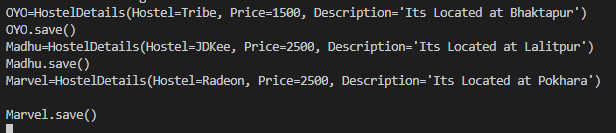 OYO=HostelDetails(Hostel=Tribe, Price=1500, Description='Its Located at Bhaktapur')
OYO.save()
Madhu=HostelDetails(Hostel=JDKee, Price=2500, Description='Its Located at Lalitpur')
Madhu.save()
Marvel=HostelDetails(Hostel=Radeon, Price=2500, Description='Its Located at Pokhara')
Marvel.save()